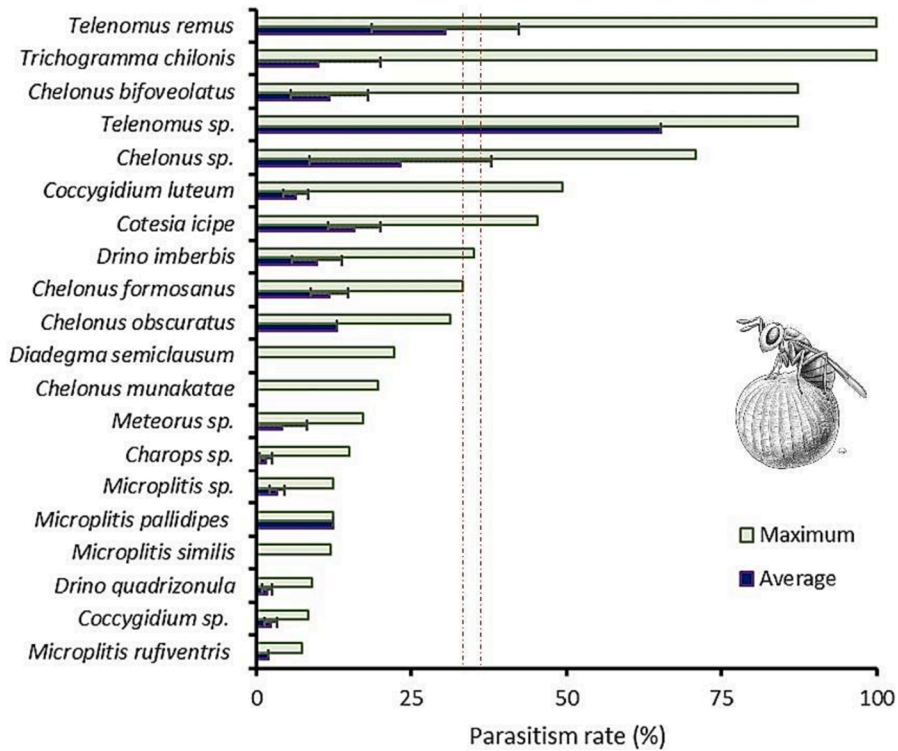 Telenomus remus
Trichogramma chilonis
Chelonus bifoveolatus
Telenomus sp.
Chelonus sp.
Coccygidium luteum
Cotesia icipe
Drino imberbis
Chelonus formosanus
Chelonus obscuratus
Diadegma semiclausum
Chelonus munakatae
Meteorus sp.
Charops sp.
Microplitis sp.
Microplitis pallidipes
Microplitis similis
Drino quadrizonula
Coccygidium sp.
Microplitis rufiventris
Maximum
Average
0 25 50 75 100
Parasitism rate (%)